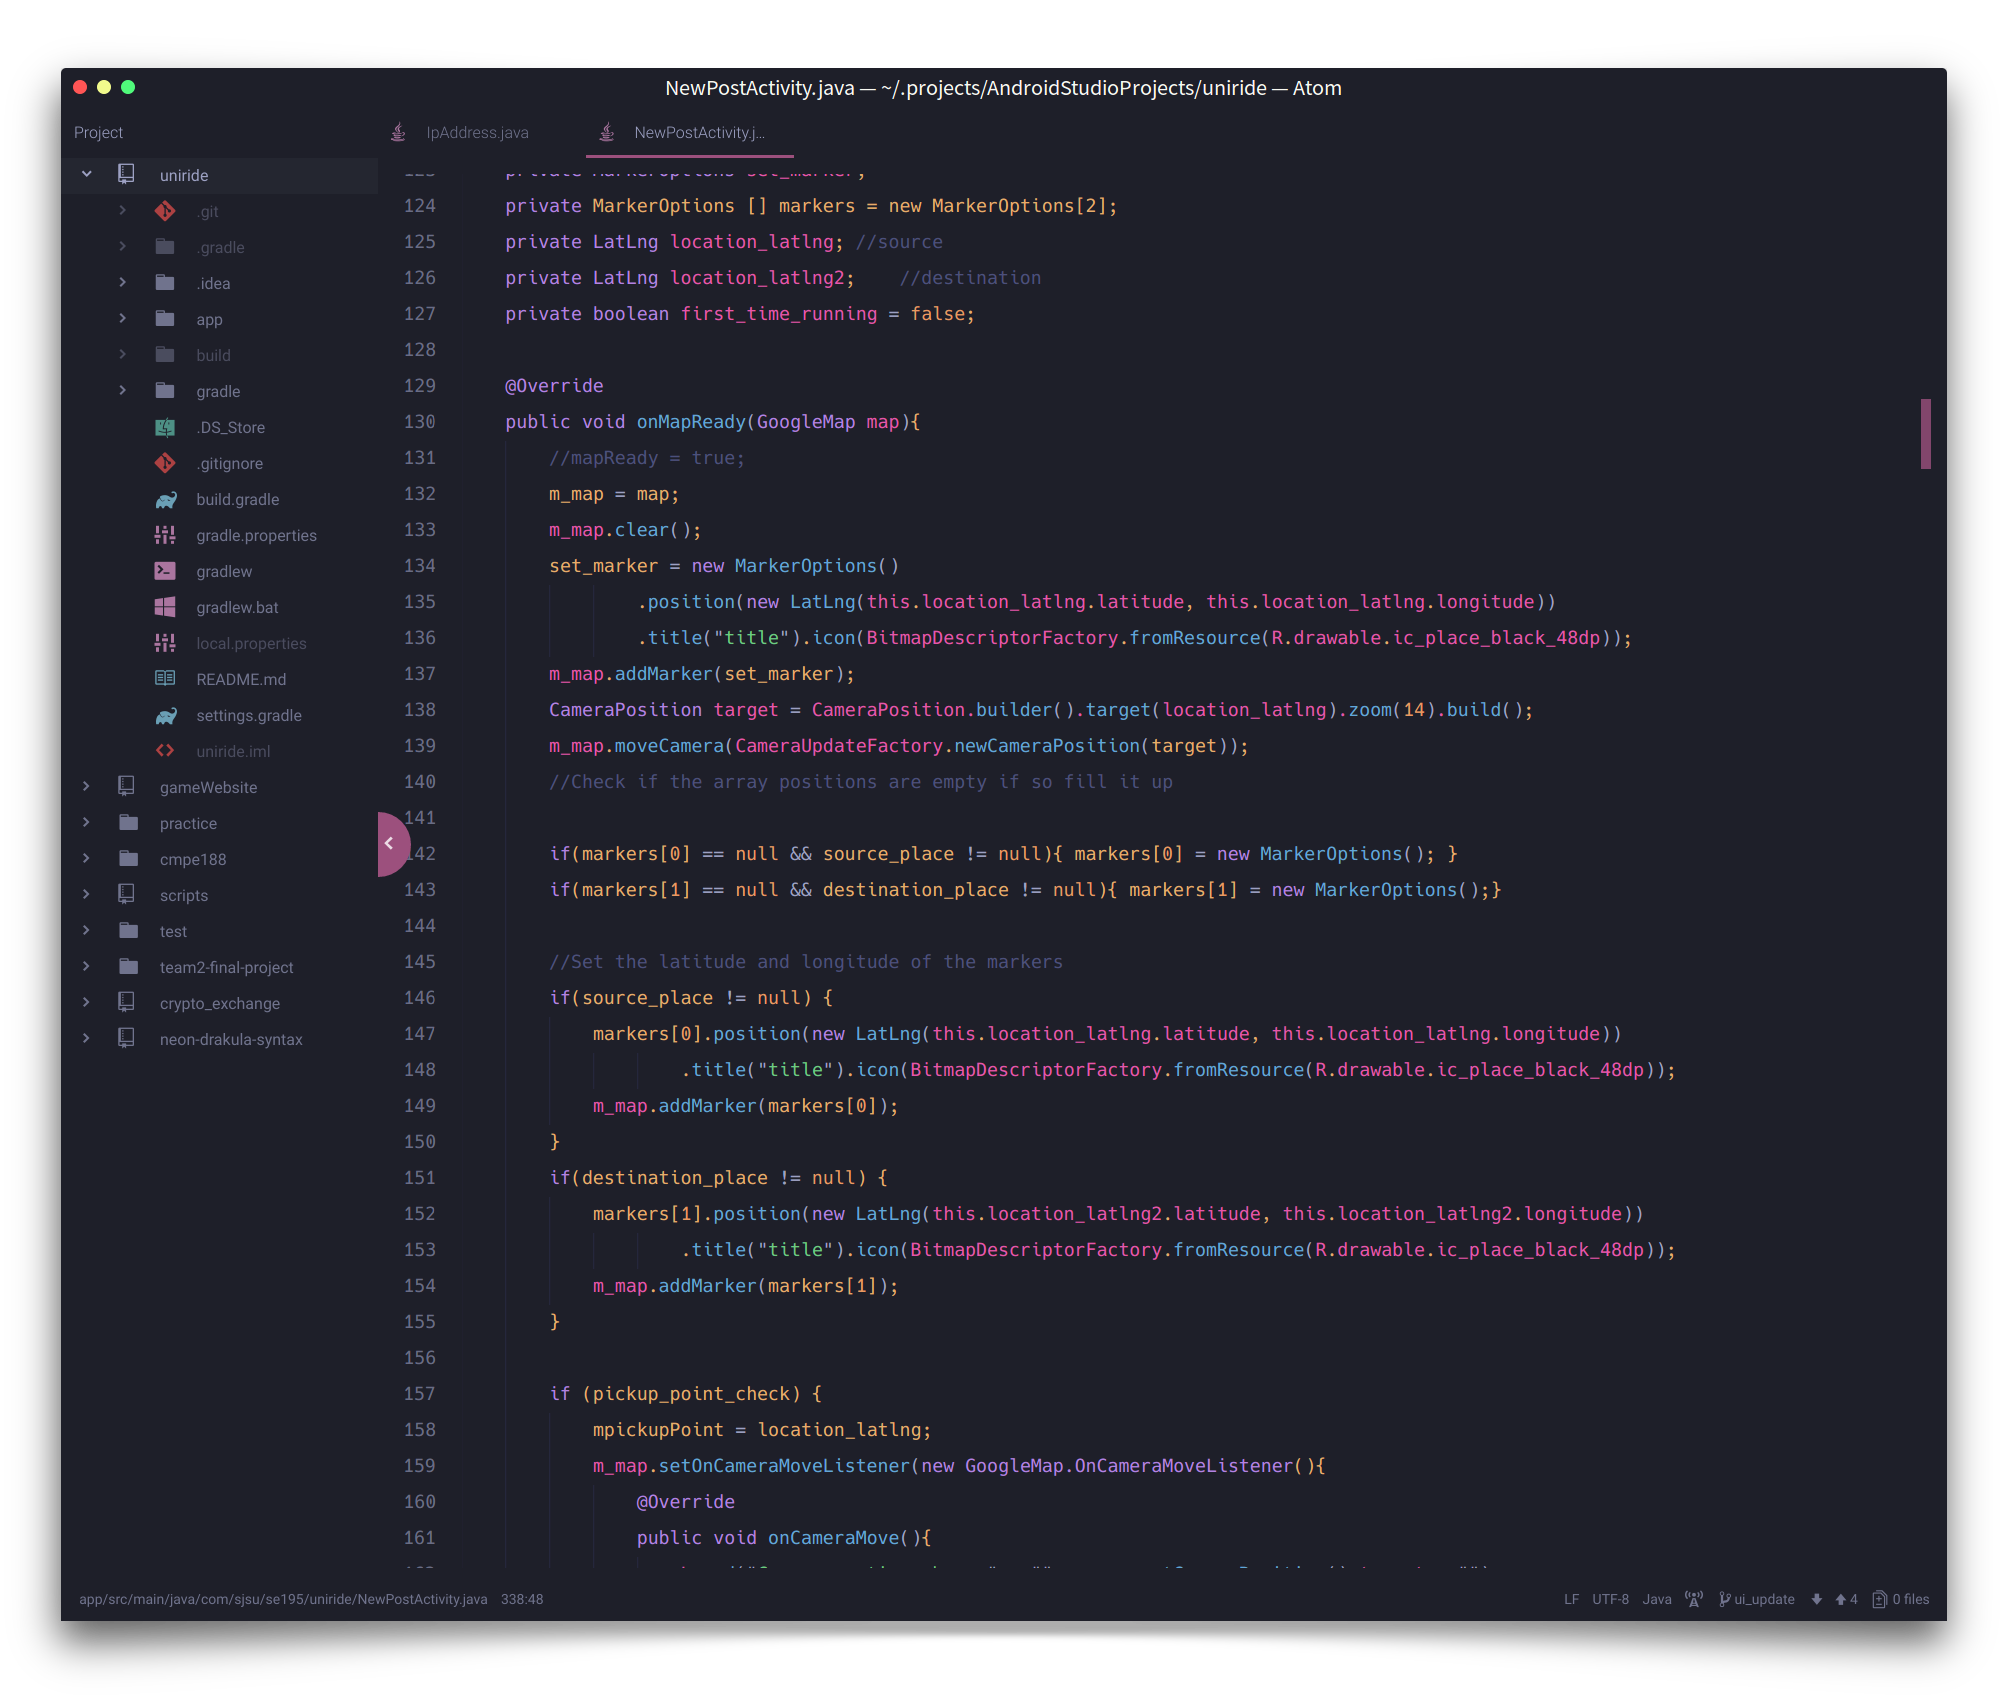 NewPostActivity.java — ~/.projects/AndroidStudioProjects/uniride — Atom
Project
IpAddress.java
NewPostActivity.j...
uniride
.git
.gradle
.idea
app
build
gradle
.DS_Store
.gitignore
build.gradle
gradle.properties
gradlew
gradlew.bat
local.properties
README.md
settings.gradle
uniride.iml
gameWebsite
practice
cmpe188
scripts
test
team2-final-project
crypto_exchange
neon-drakula-syntax
123 private MarkerOptions set_marker;
124 private MarkerOptions [] markers = new MarkerOptions[2];
125 private LatLng location_latlng; //source
126 private LatLng location_latlng2;    //destination
127 private boolean first_time_running = false;
128
129 @Override
130 public void onMapReady(GoogleMap map){
131     //mapReady = true;
132     m_map = map;
133     m_map.clear();
134     set_marker = new MarkerOptions()
135             .position(new LatLng(this.location_latlng.latitude, this.location_latlng.longitude))
136             .title("title").icon(BitmapDescriptorFactory.fromResource(R.drawable.ic_place_black_48dp));
137     m_map.addMarker(set_marker);
138     CameraPosition target = CameraPosition.builder().target(location_latlng).zoom(14).build();
139     m_map.moveCamera(CameraUpdateFactory.newCameraPosition(target));
140     //Check if the array positions are empty if so fill it up
141
142     if(markers[0] == null && source_place != null){ markers[0] = new MarkerOptions(); }
143     if(markers[1] == null && destination_place != null){ markers[1] = new MarkerOptions();}
144
145     //Set the latitude and longitude of the markers
146     if(source_place != null) {
147         markers[0].position(new LatLng(this.location_latlng.latitude, this.location_latlng.longitude))
148                 .title("title").icon(BitmapDescriptorFactory.fromResource(R.drawable.ic_place_black_48dp));
149         m_map.addMarker(markers[0]);
150     }
151     if(destination_place != null) {
152         markers[1].position(new LatLng(this.location_latlng2.latitude, this.location_latlng2.longitude))
153                 .title("title").icon(BitmapDescriptorFactory.fromResource(R.drawable.ic_place_black_48dp));
154         m_map.addMarker(markers[1]);
155     }
156
157     if (pickup_point_check) {
158         mpickupPoint = location_latlng;
159         m_map.setOnCameraMoveListener(new GoogleMap.OnCameraMoveListener(){
160             @Override
161             public void onCameraMove(){
app/src/main/java/com/sjsu/se195/uniride/NewPostActivity.java 338:48
LF UTF-8 Java ui_update 4 0 files